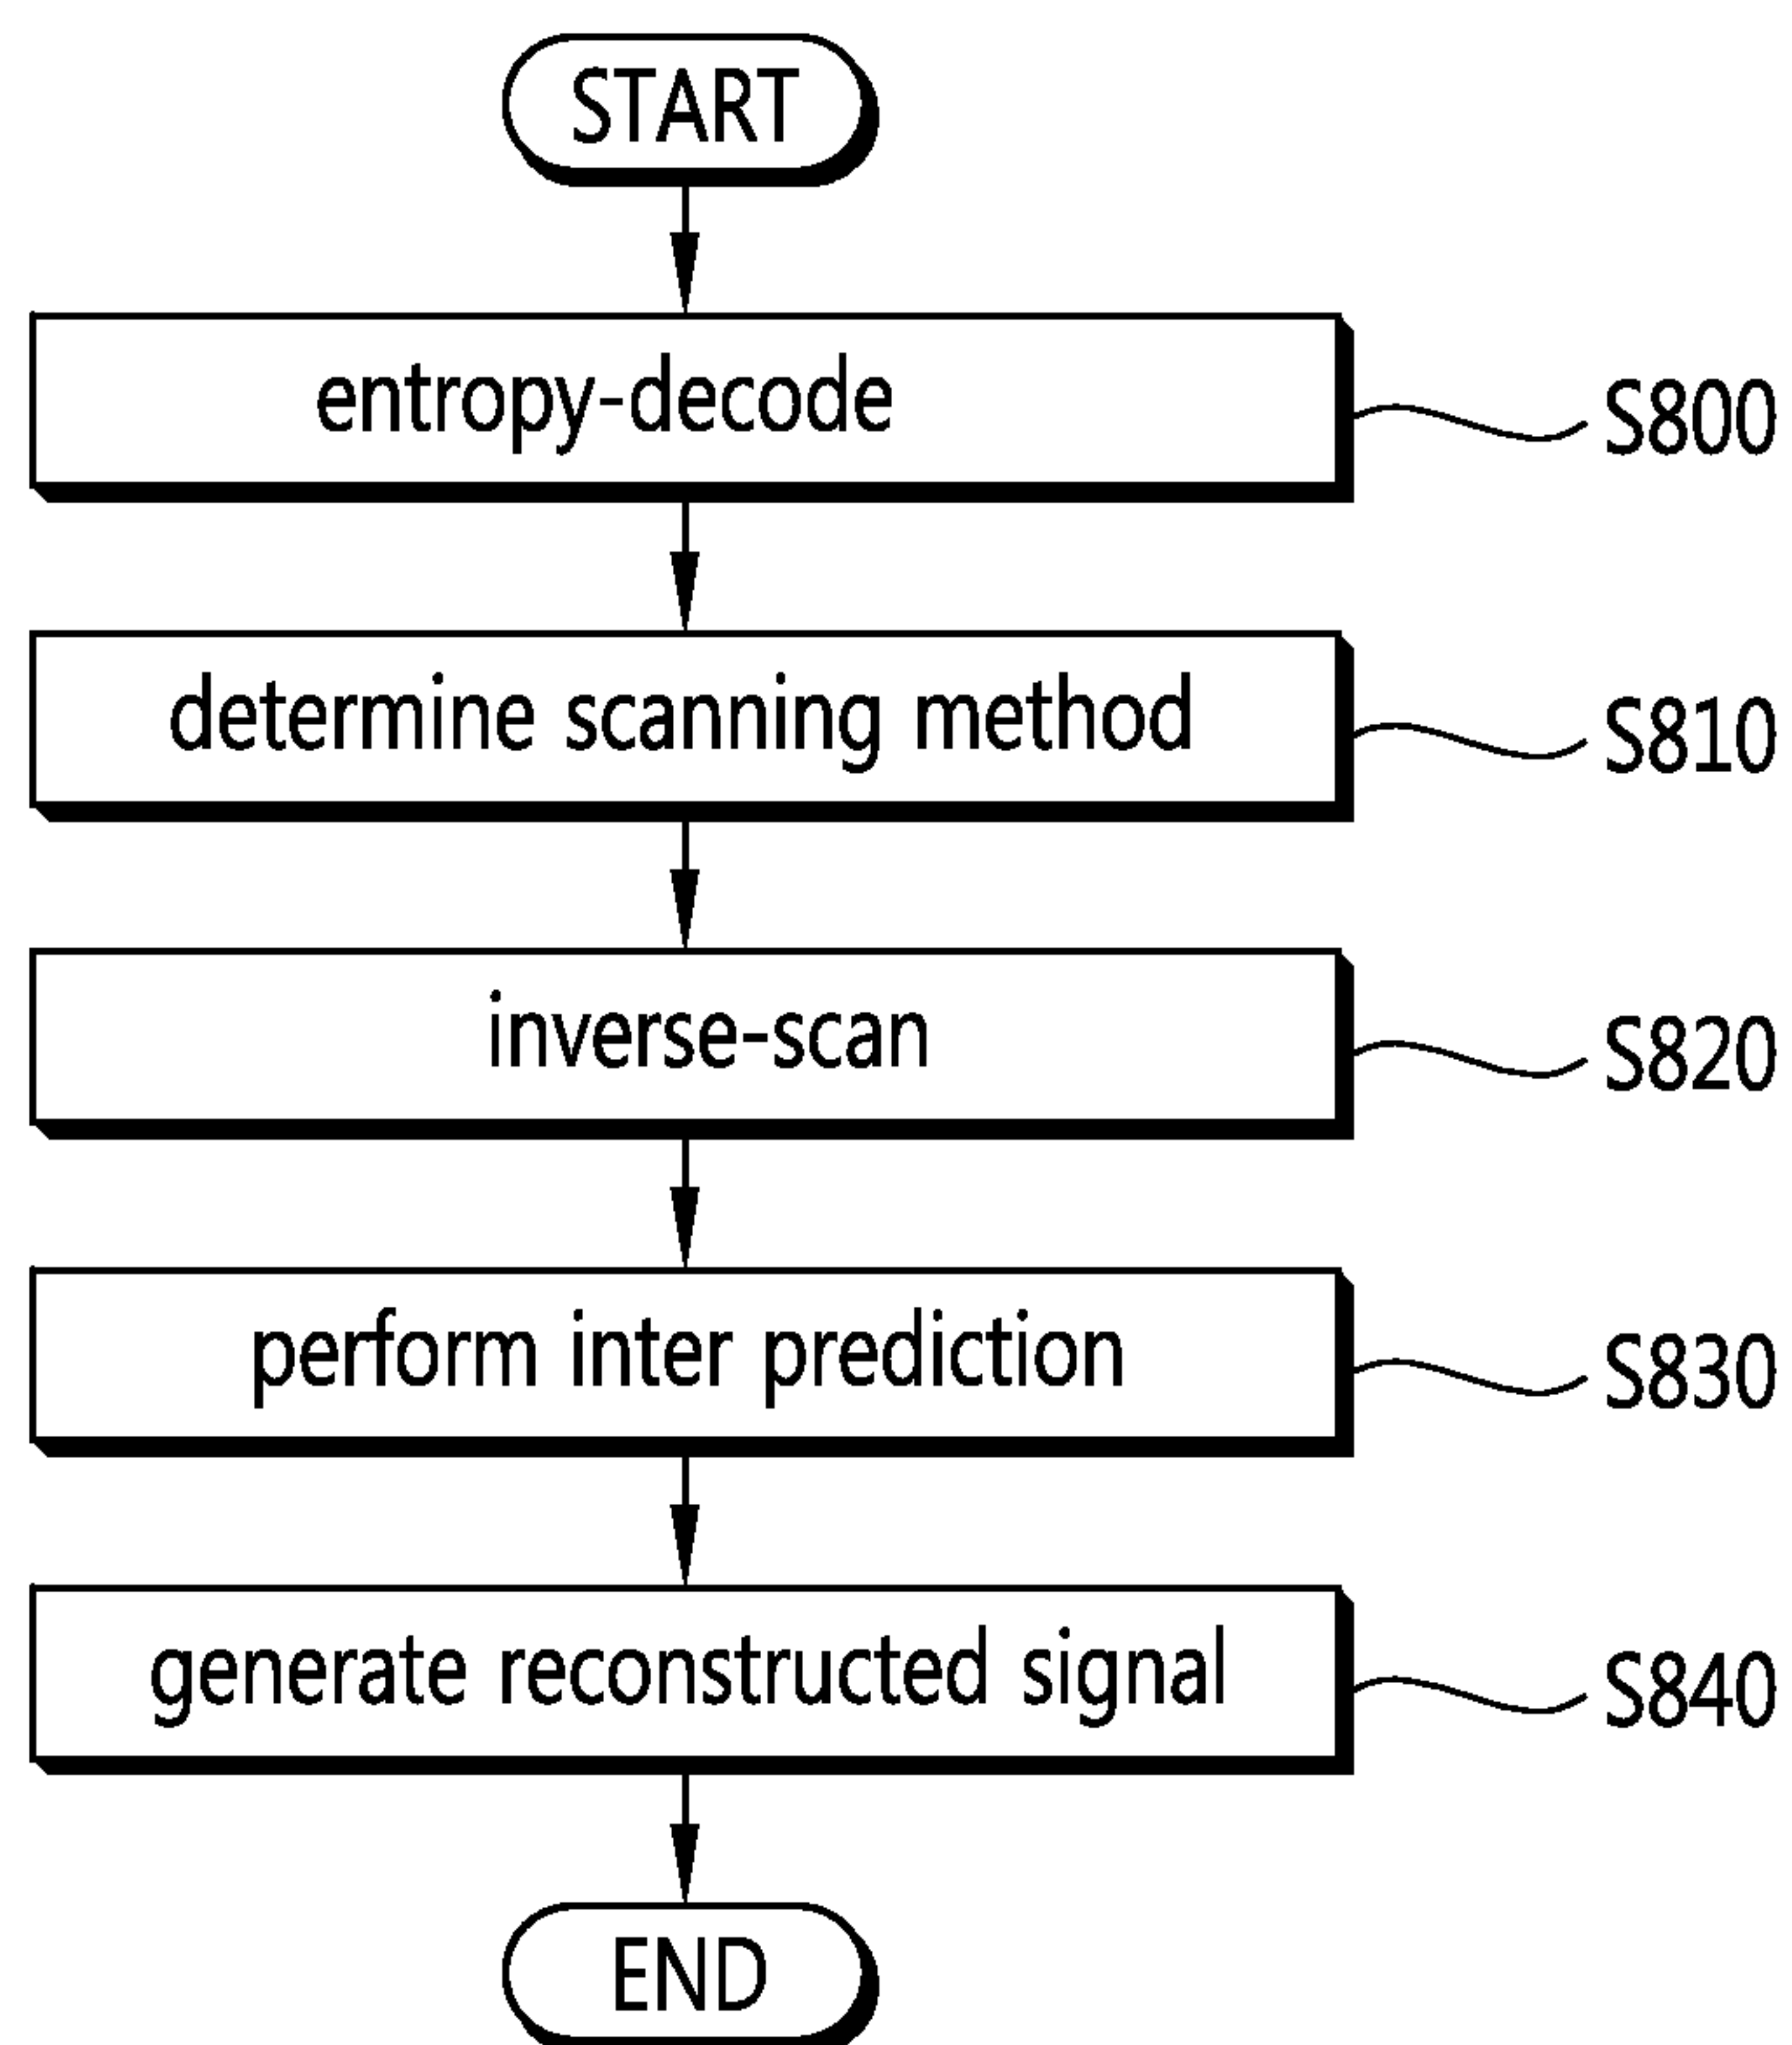 START
entropy-decode
S800
determine scanning method
S810
inverse-scan
S820
perform inter prediction
S830
generate reconstructed signal
S840
END